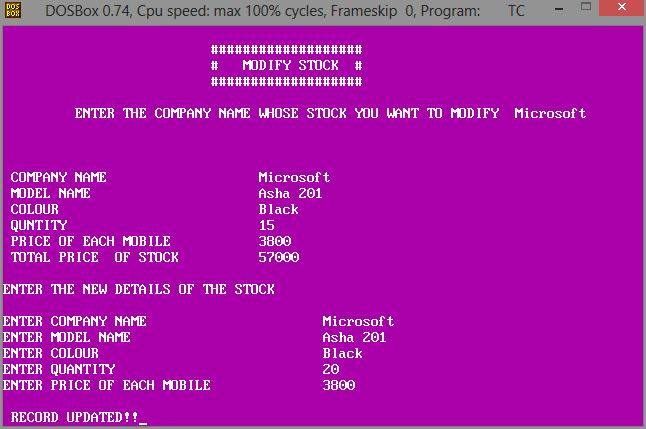 DOS BOX
DOSBox 0.74, Cpu speed: max 100% cycles, Frameskip 0, Program: TC
####################
# MODIFY STOCK #
####################
ENTER THE COMPANY NAME WHOSE STOCK YOU WANT TO MODIFY Microsoft
COMPANY NAME Microsoft
MODEL NAME Asha 201
COLOUR Black
QUNTITY 15
PRICE OF EACH MOBILE 3800
TOTAL PRICE OF STOCK 57000
ENTER THE NEW DETAILS OF THE STOCK
ENTER COMPANY NAME Microsoft
ENTER MODEL NAME Asha 201
ENTER COLOUR Black
ENTER QUANTITY 20
ENTER PRICE OF EACH MOBILE 3800
RECORD UPDATED!!_